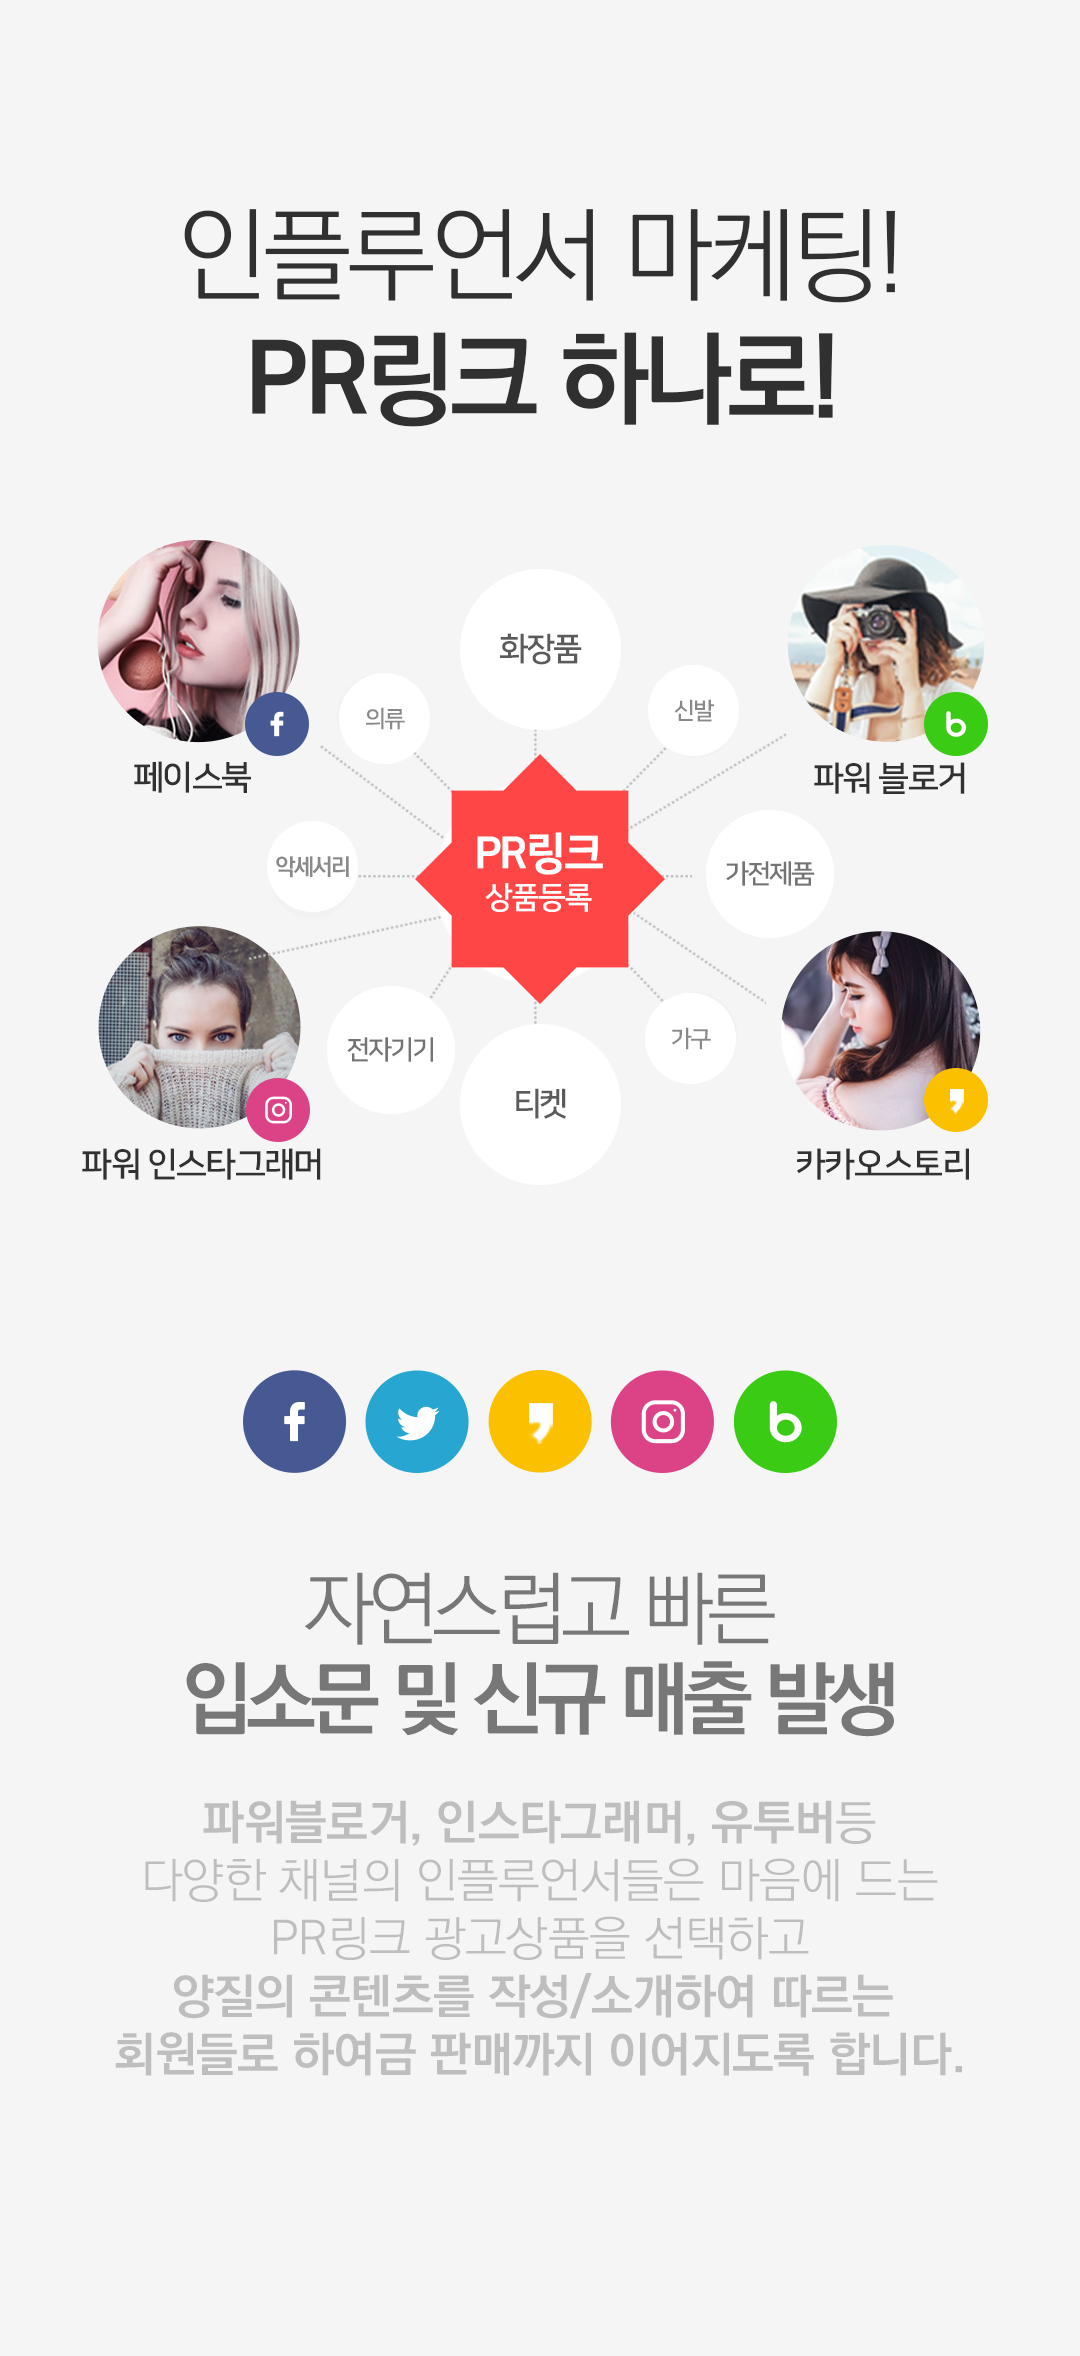 인플루언서 마케팅!
PR링크 하나로!
화장품
의류
신발
페이스북
파워 블로거
PR링크
상품등록
악세서리
가전제품
전자기기
가구
티켓
파워 인스타그래머
카카오스토리
자연스럽고 빠른
입소문 및 신규 매출 발생
파워블로거, 인스타그래머, 유투버등
다양한 채널의 인플루언서들은 마음에 드는
PR링크 광고상품을 선택하고
양질의 콘텐츠를 작성/소개하여 따르는
회원들로 하여금 판매까지 이어지도록 합니다.